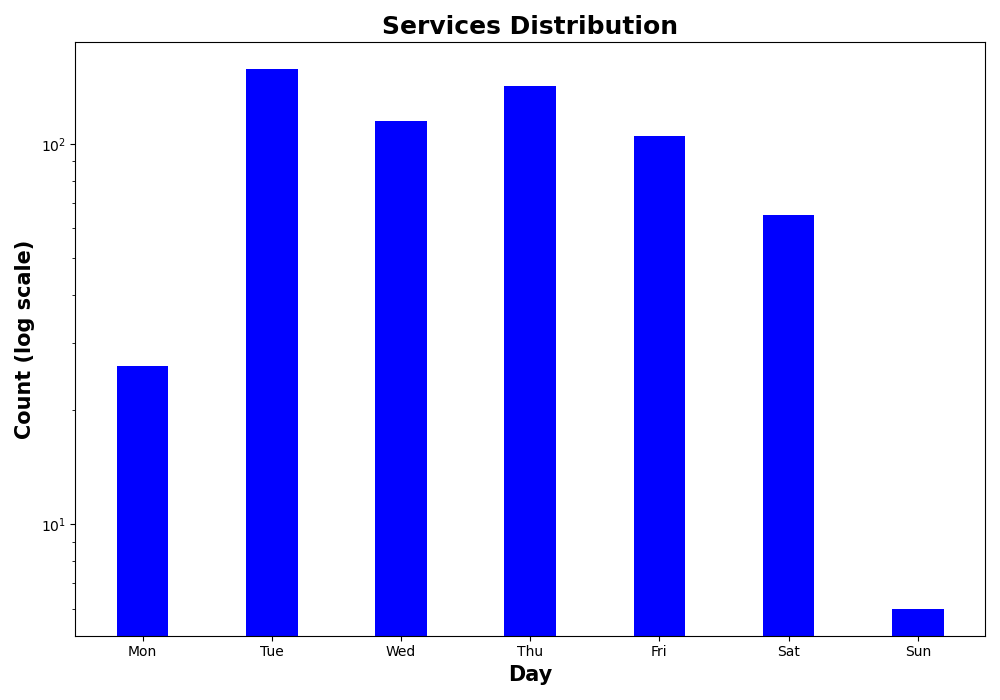 Services Distribution
Count (log scale)
10²
10¹
Mon Tue Wed Thu Fri Sat Sun
Day